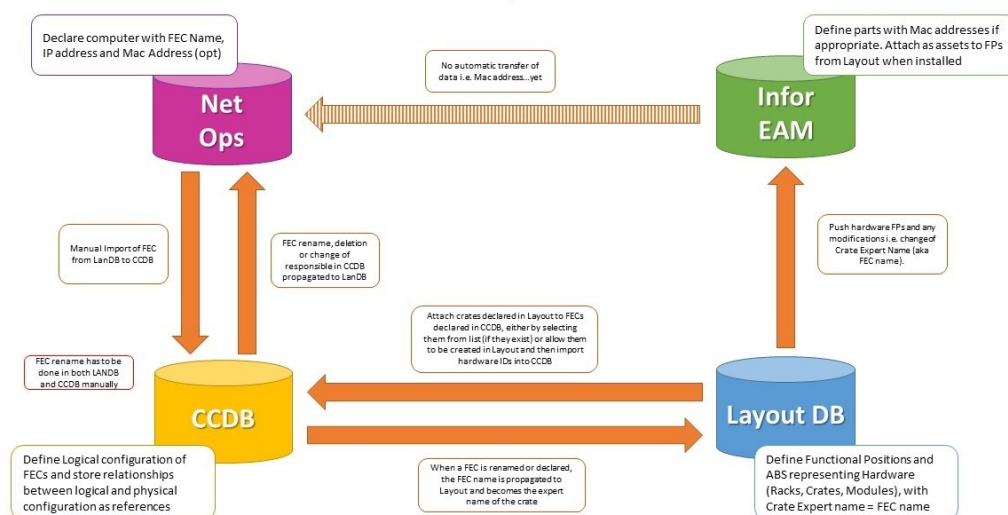 Declare computer with FEC Name,
IP address and Mac Address (opt)
Define parts with Mac addresses if
appropriate. Attach as assets to FPs
from Layout when installed
No automatic transfer of
data i.e. Mac address...yet
Net
Ops
Infor
EAM
Manual Import of FEC
from LanDB to CCDB
FEC rename, deletion
or change of
responsible in CCDB
propagated to LanDB
Push hardware FPs and any
modifications i.e. changeof
Crate Expert Name (aka
FEC name).
Attach crates declared in Layout to FECs
declared in CCDB, either by selecting
them from list (if they exist) or allow them
to be created in Layout and then import
hardware IDs into CCDB
FEC rename has to be
done in both LANDB
and CCDB manually
CCDB
Layout DB
Define Logical configuration of
FECs and store relationships
between logical and physical
configuration as references
When a FEC is renamed or declared,
the FEC name is propagated to
Layout and becomes the expert
name of the crate
Define Functional Positions and
ABS representing Hardware
(Racks, Crates, Modules), with
Crate Expert name = FEC name